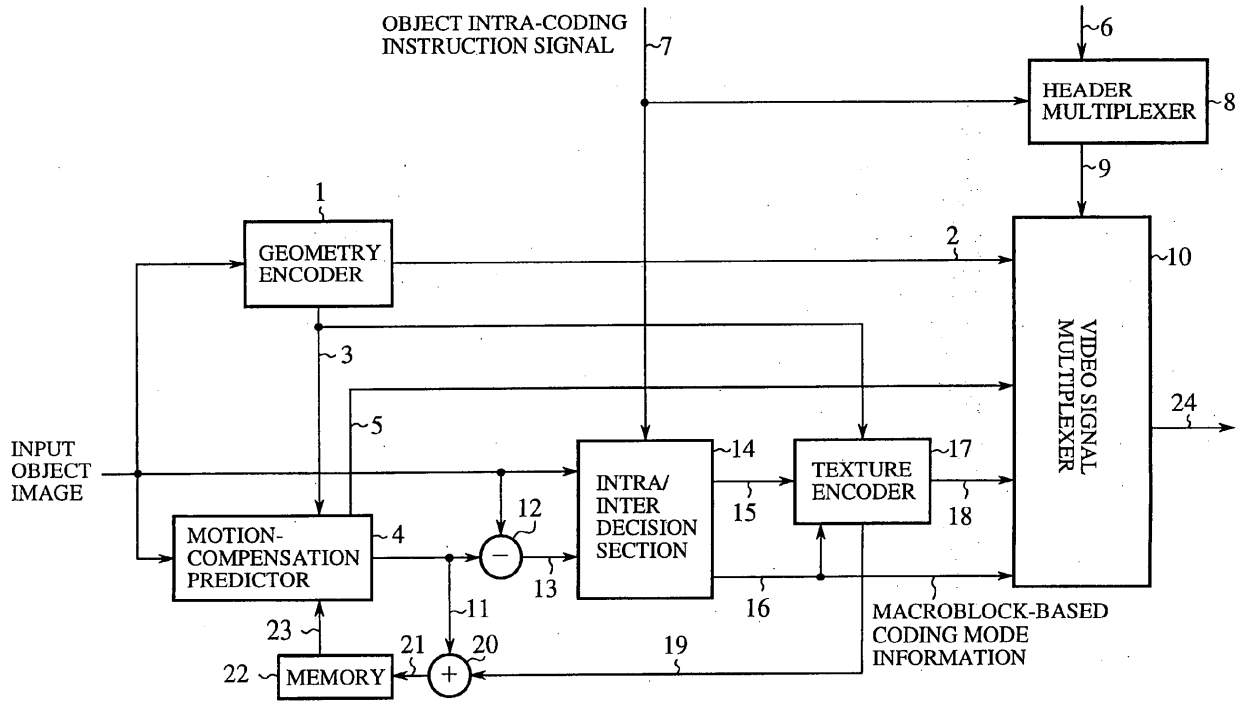 OBJECT INTRA-CODING
INSTRUCTION SIGNAL
7
6
HEADER
MULTIPLEXER
8
9
1
GEOMETRY
ENCODER
2
10
3
VIDEO SIGNAL
MULTIPLEXER
5
24
INPUT
OBJECT
IMAGE
14
INTRA/
INTER
DECISION
SECTION
15
17
TEXTURE
ENCODER
18
MOTION-
COMPENSATION
PREDICTOR
4
12
−
13
16
MACROBLOCK-BASED
CODING MODE
INFORMATION
11
23
22
MEMORY
21
20
+
19